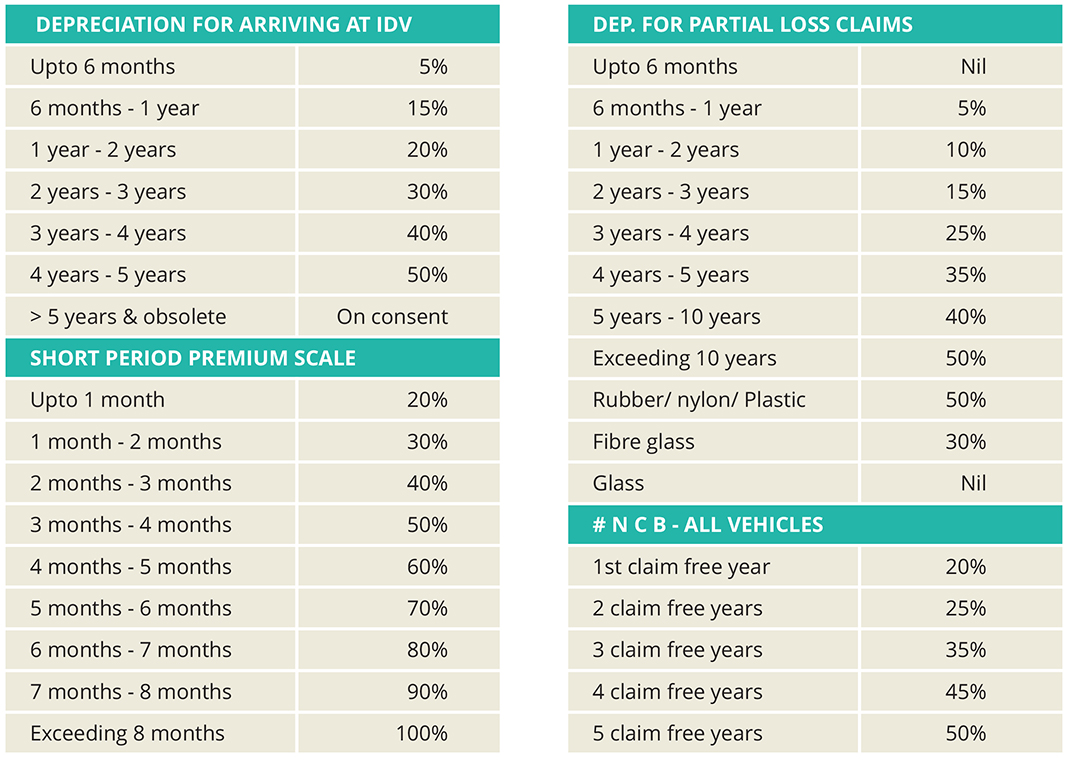 DEPRECIATION FOR ARRIVING AT IDV
Upto 6 months 5%
6 months - 1 year 15%
1 year - 2 years 20%
2 years - 3 years 30%
3 years - 4 years 40%
4 years - 5 years 50%
> 5 years & obsolete On consent
SHORT PERIOD PREMIUM SCALE
Upto 1 month 20%
1 month - 2 months 30%
2 months - 3 months 40%
3 months - 4 months 50%
4 months - 5 months 60%
5 months - 6 months 70%
6 months - 7 months 80%
7 months - 8 months 90%
Exceeding 8 months 100%
DEP. FOR PARTIAL LOSS CLAIMS
Upto 6 months Nil
6 months - 1 year 5%
1 year - 2 years 10%
2 years - 3 years 15%
3 years - 4 years 25%
4 years - 5 years 35%
5 years - 10 years 40%
Exceeding 10 years 50%
Rubber/ nylon/ Plastic 50%
Fibre glass 30%
Glass Nil
# N C B - ALL VEHICLES
1st claim free year 20%
2 claim free years 25%
3 claim free years 35%
4 claim free years 45%
5 claim free years 50%